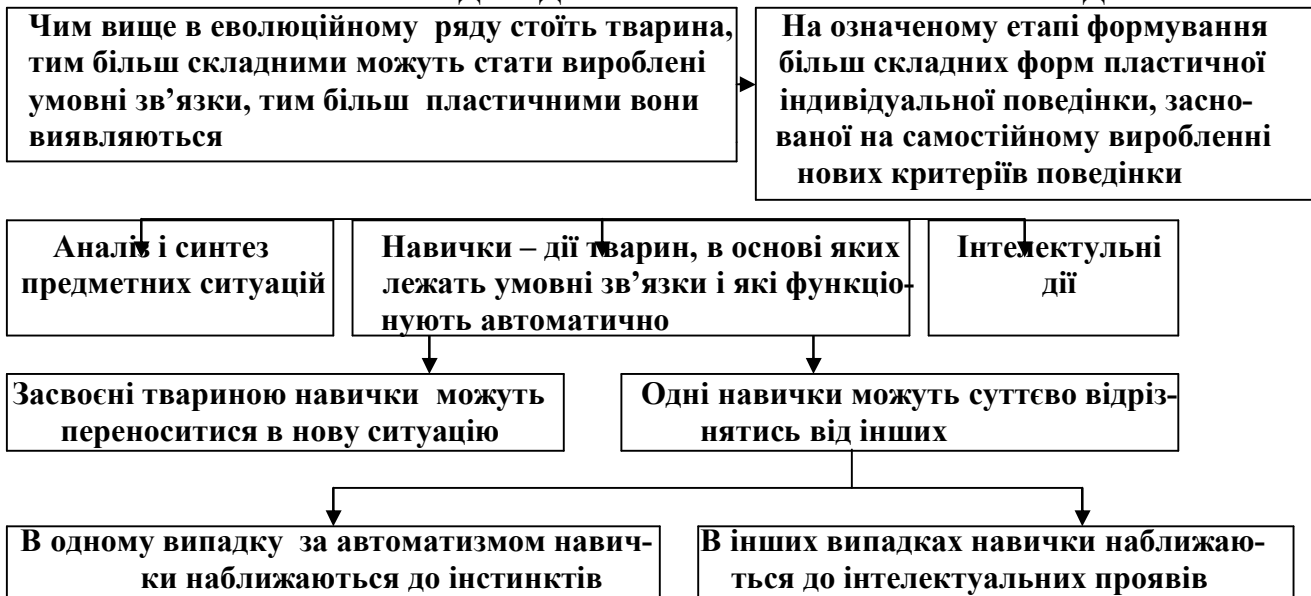 Чим вище в еволюційному ряду стоїть тварина,
тим більш складними можуть стати вироблені
умовні зв’язки, тим більш пластичними вони
виявляються
На означеному етапі формування
більш складних форм пластичної
індивідуальної поведінки, засно-
ваної на самостійному виробленні
нових критеріїв поведінки
Аналіз і синтез
предметних ситуацій
Навички – дії тварин, в основі яких
лежать умовні зв’язки і які функціо-
нують автоматично
Інтелектульні
дії
Засвоєні твариною навички можуть
переноситися в нову ситуацію
Одні навички можуть суттєво відріз-
нятись від інших
В одному випадку за автоматизмом навич-
ки наближаються до інстинктів
В інших випадках навички наближаю-
ться до інтелектуальних проявів